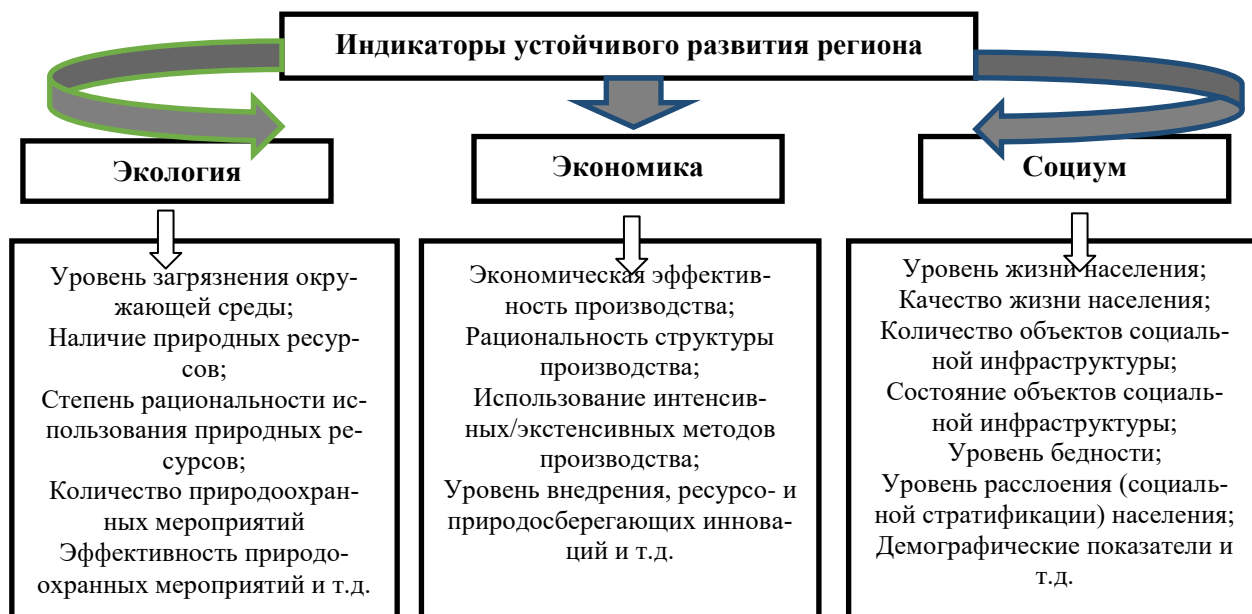 Индикаторы устойчивого развития региона
Экология
Экономика
Социум
Уровень загрязнения окру-
жающей среды;
Наличие природных ресур-
сов;
Степень рациональности ис-
пользования природных ре-
сурсов;
Количество природоохран-
ных мероприятий
Эффективность природо-
охранных мероприятий и т.д.
Экономическая эффектив-
ность производства;
Рациональность структуры
производства;
Использование интенсив-
ных/экстенсивных методов
производства;
Уровень внедрения, ресурсо- и
природосберегающих иннова-
ций и т.д.
Уровень жизни населения;
Качество жизни населения;
Количество объектов социаль-
ной инфраструктуры;
Состояние объектов социаль-
ной инфраструктуры;
Уровень бедности;
Уровень расслоения (социаль-
ной стратификации) населения;
Демографические показатели и
т.д.